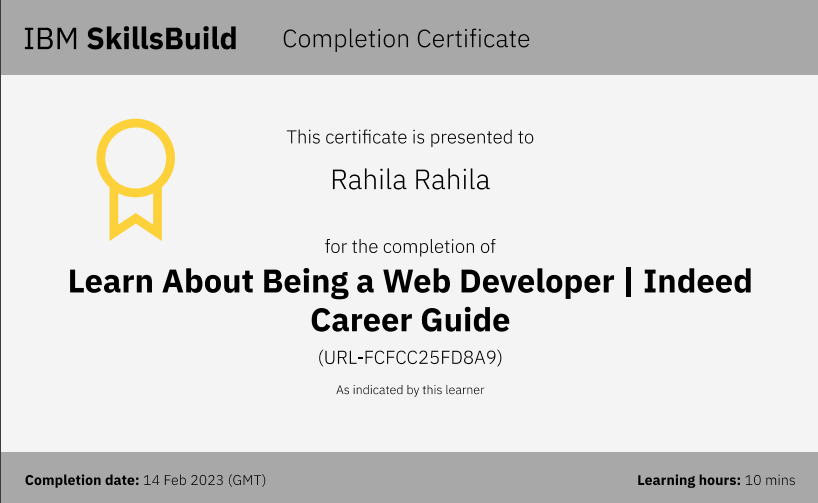 IBM SkillsBuild Completion Certificate
This certificate is presented to
Rahila Rahila
for the completion of
Learn About Being a Web Developer | Indeed
Career Guide
(URL-FCFCC25FD8A9)
As indicated by this learner
Completion date: 14 Feb 2023 (GMT) Learning hours: 10 mins